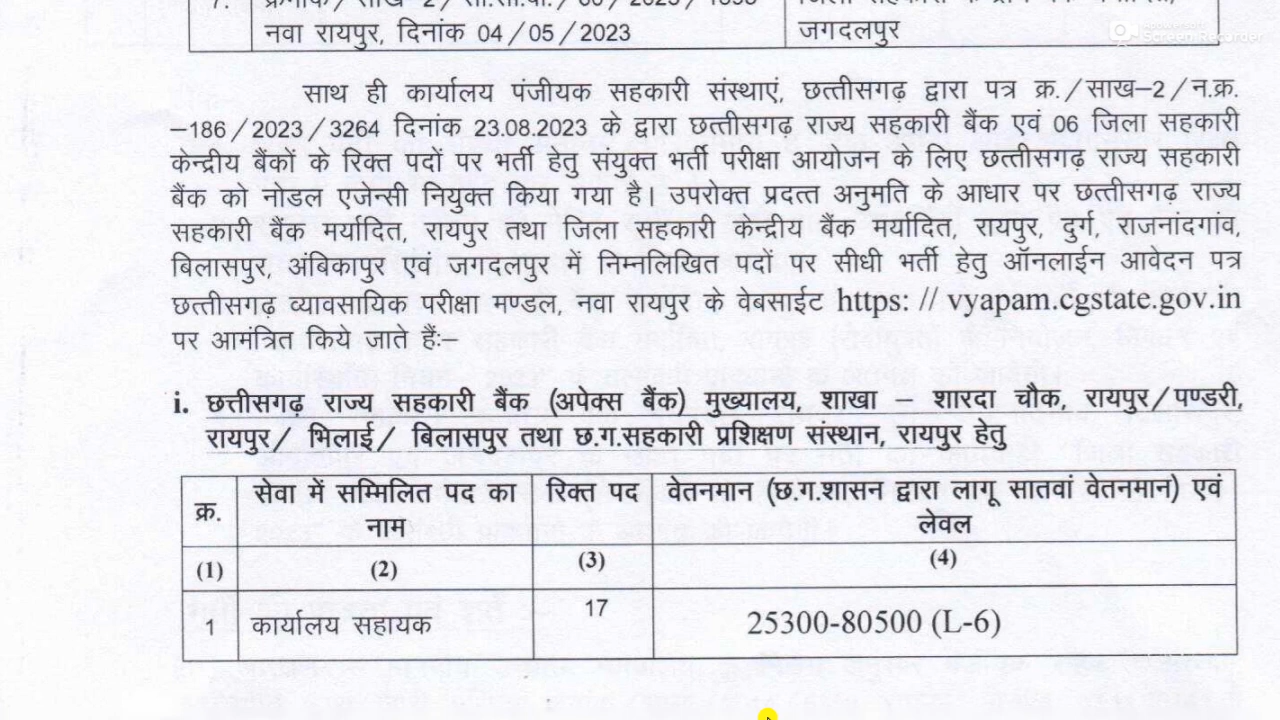 नवा रायपुर, दिनांक 04/05/2023
जगदलपुर
Screen Recorder
साथ ही कार्यालय पंजीयक सहकारी संस्थाएं, छत्तीसगढ़ द्वारा पत्र क्र./साख-2/न.क्र.
-186/2023/3264 दिनांक 23.08.2023 के द्वारा छत्तीसगढ़ राज्य सहकारी बैंक एवं 06 जिला सहकारी
केन्द्रीय बैंकों के रिक्त पदों पर भर्ती हेतु संयुक्त भर्ती परीक्षा आयोजन के लिए छत्तीसगढ़ राज्य सहकारी
बैंक को नोडल एजेन्सी नियुक्त किया गया है। उपरोक्त प्रदत्त अनुमति के आधार पर छत्तीसगढ़ राज्य
सहकारी बैंक मर्यादित, रायपुर तथा जिला सहकारी केन्द्रीय बैंक मर्यादित, रायपुर, दुर्ग, राजनांदगांव,
बिलासपुर, अंबिकापुर एवं जगदलपुर में निम्नलिखित पदों पर सीधी भर्ती हेतु ऑनलाईन आवेदन पत्र
छत्तीसगढ़ व्यावसायिक परीक्षा मण्डल, नवा रायपुर के वेबसाईट https: // vyapam.cgstate.gov.in
पर आमंत्रित किये जाते हैं:-
i. छत्तीसगढ़ राज्य सहकारी बैंक (अपेक्स बैंक) मुख्यालय, शाखा – शारदा चौक, रायपुर/पण्डरी,
रायपुर/ भिलाई/ बिलासपुर तथा छ.ग.सहकारी प्रशिक्षण संस्थान, रायपुर हेतु
क्र. सेवा में सम्मिलित पद का नाम रिक्त पद वेतनमान (छ.ग.शासन द्वारा लागू सातवां वेतनमान) एवं लेवल
(1) (2) (3) (4)
1 कार्यालय सहायक 17 25300-80500 (L-6)